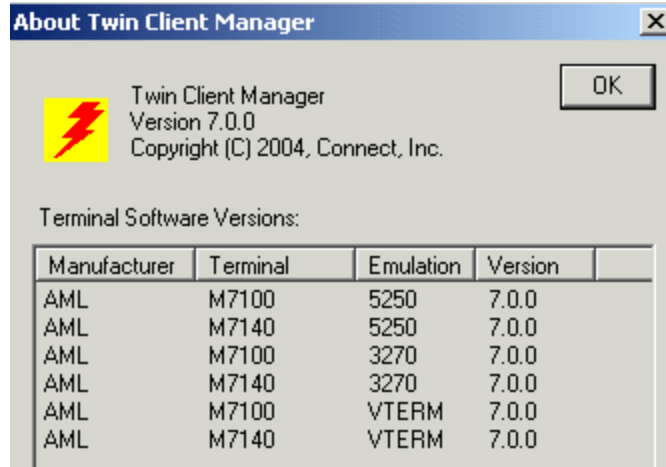 About Twin Client Manager
OK
Twin Client Manager
Version 7.0.0
Copyright (C) 2004, Connect, Inc.
Terminal Software Versions:
Manufacturer Terminal Emulation Version
AML M7100 5250 7.0.0
AML M7140 5250 7.0.0
AML M7100 3270 7.0.0
AML M7140 3270 7.0.0
AML M7100 VTERM 7.0.0
AML M7140 VTERM 7.0.0